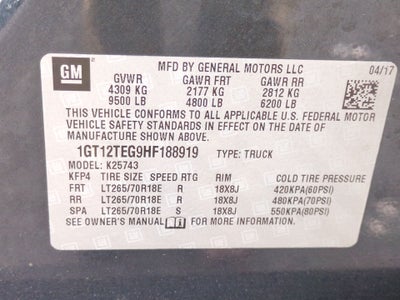 GM
MFD BY GENERAL MOTORS LLC
04/17
GVWR GAWR FRT GAWR RR
4309 KG 2177 KG 2812 KG
9500 LB 4800 LB 6200 LB
THIS VEHICLE CONFORMS TO ALL APPLICABLE U.S. FEDERAL MOTOR
VEHICLE SAFETY STANDARDS IN EFFECT ON THE DATE OF
MANUFACTURE SHOWN ABOVE.
1GT12TEG9HF188919 TYPE: TRUCK
MODEL: K25743
KFP4 TIRE SIZE SPEED RTG RIM COLD TIRE PRESSURE
FRT LT265/70R18E R 18X8J 420KPA(60PSI)
RR LT265/70R18E R 18X8J 480KPA(70PSI)
SPA LT265/70R18E S 18X8J 550KPA(80PSI)
SEE OWNER'S MANUAL FOR MORE INFORMATION.